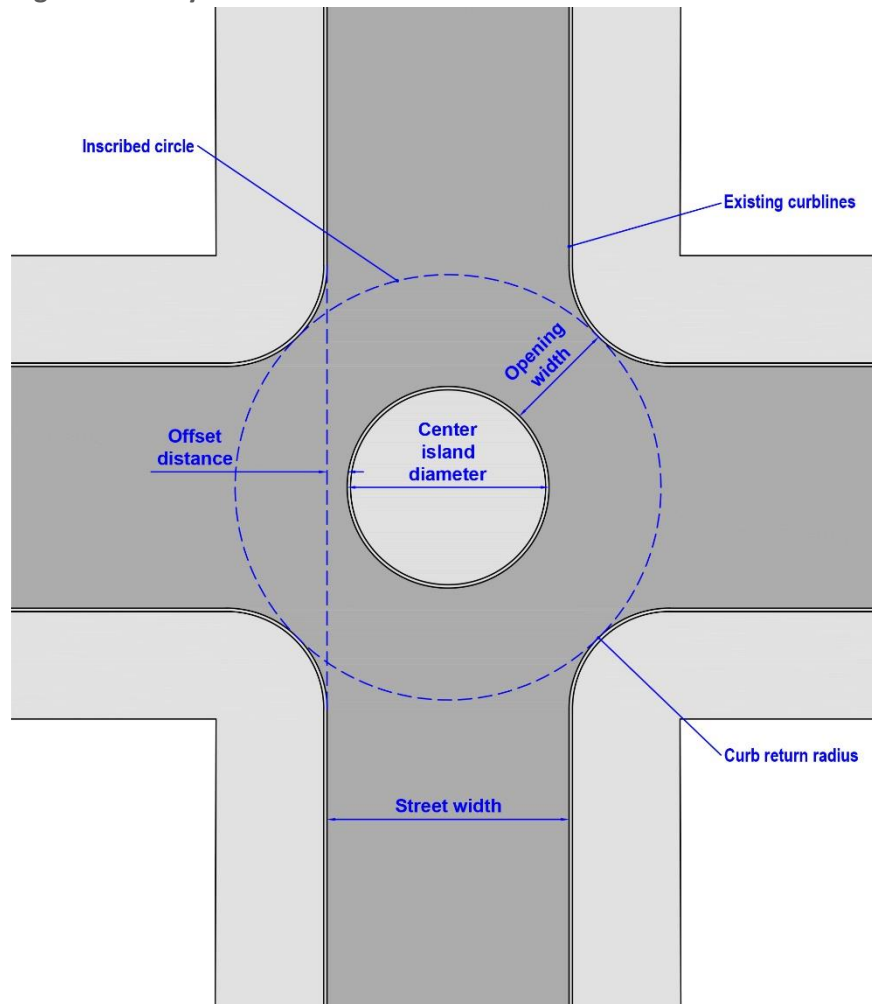 Inscribed circle
Existing curblines
Opening
width
Offset
distance
Center
island
diameter
Curb return radius
Street width